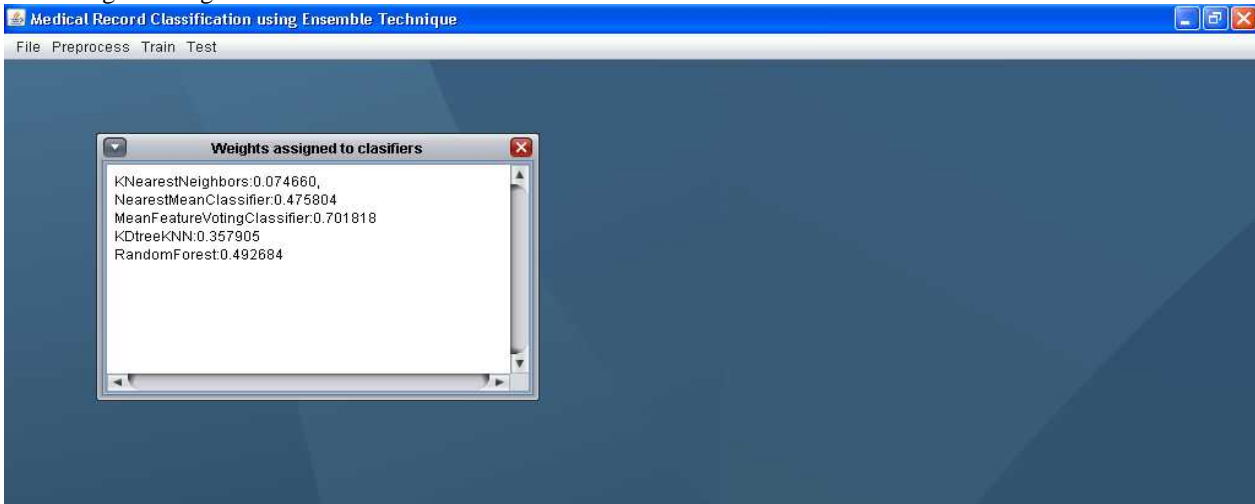 Medical Record Classification using Ensemble Technique
File Preprocess Train Test
Weights assigned to clasifiers
KNearestNeighbors:0.074660,
NearestMeanClassifier:0.475804
MeanFeatureVotingClassifier:0.701818
KDtreeKNN:0.357905
RandomForest:0.492684